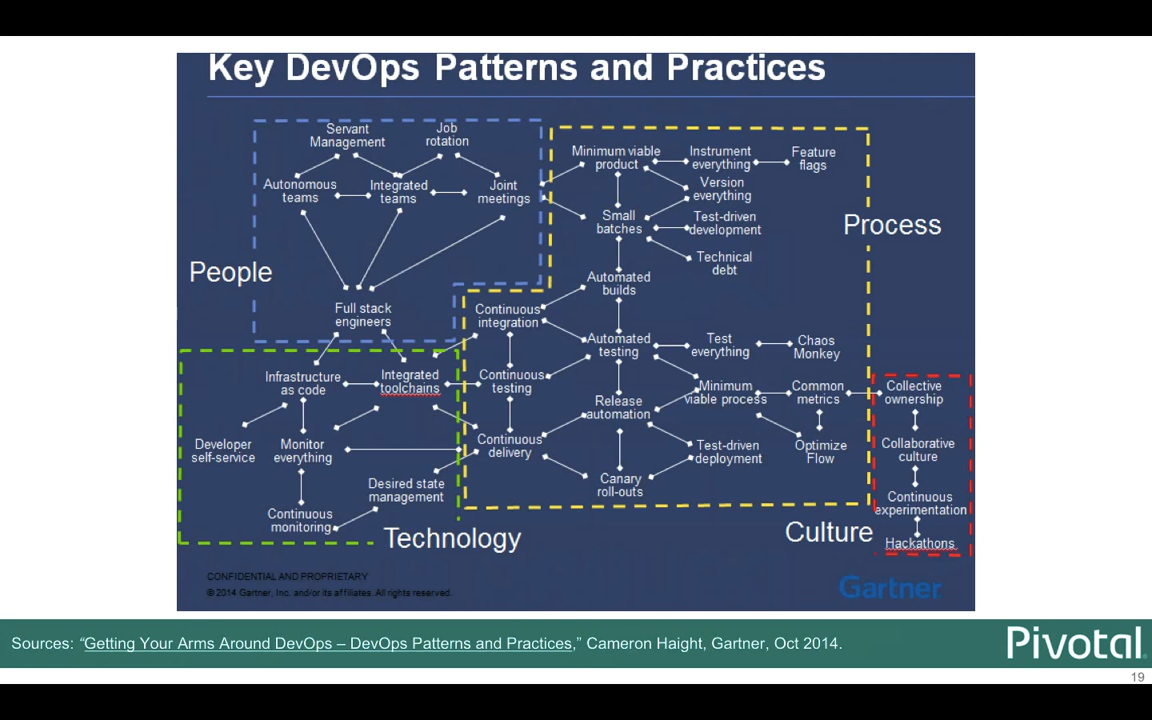 Key DevOps Patterns and Practices
Servant
Management
Job
rotation
Autonomous
teams
Integrated
teams
Joint
meetings
People
Full stack
engineers
Minimum viable
product
Instrument
everything
Feature
flags
Version
everything
Small
batches
Test-driven
development
Technical
debt
Process
Automated
builds
Continuous
integration
Automated
testing
Test
everything
Chaos
Monkey
Continuous
testing
Minimum
viable process
Common
metrics
Release
automation
Continuous
delivery
Test-driven
deployment
Optimize
Flow
Canary
roll-outs
Infrastructure
as code
Integrated
toolchains
Developer
self-service
Monitor
everything
Desired state
management
Continuous
monitoring
Technology
Collective
ownership
Collaborative
culture
Continuous
experimentation
Hackathons
Culture
CONFIDENTIAL AND PROPRIETARY
© 2014 Gartner, Inc. and/or its affiliates. All rights reserved.
Gartner
Sources: “Getting Your Arms Around DevOps – DevOps Patterns and Practices,” Cameron Haight, Gartner, Oct 2014.
Pivotal
19